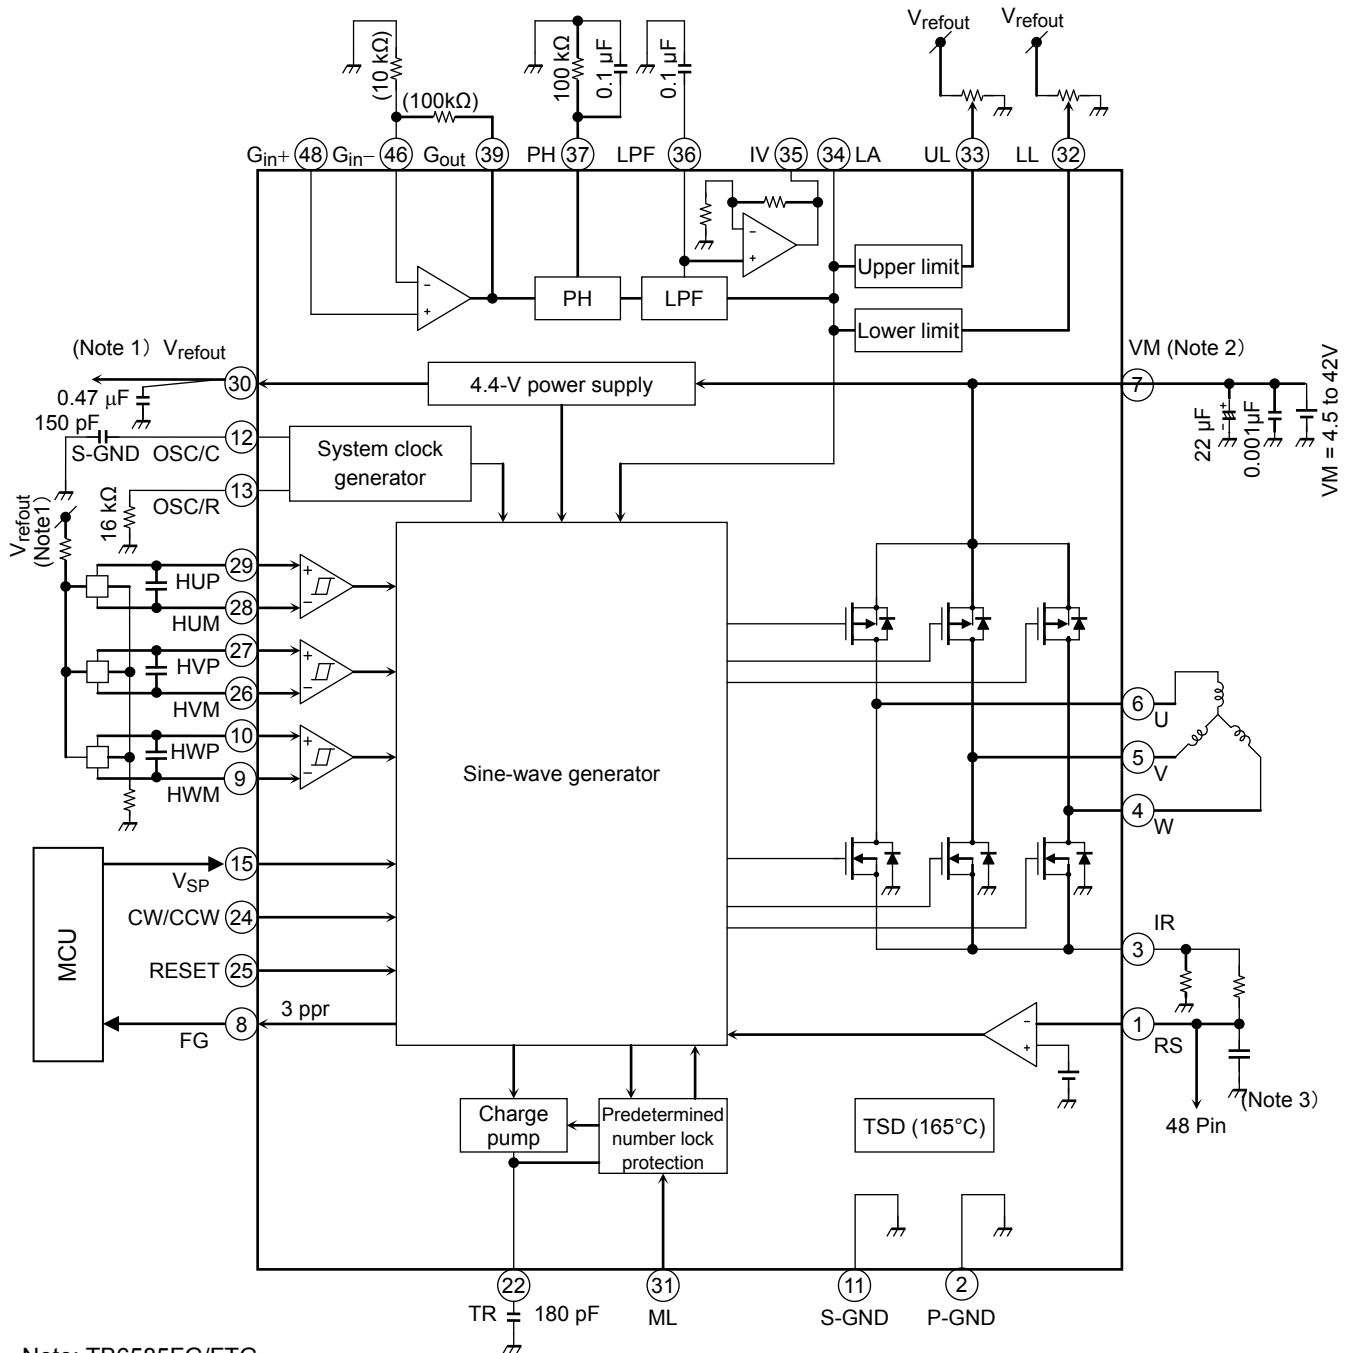 Vrefout Vrefout
(10 kΩ)
(100kΩ)
100 kΩ
0.1 μF
0.1 μF
Gin+ 48 Gin− 46 Gout 39 PH 37 LPF 36 IV 35 34 LA UL 33 LL 32
−
+
−
+
PH
LPF
Upper limit
Lower limit
(Note 1) Vrefout
30
4.4-V power supply
VM (Note 2)
7
0.47 μF
150 pF
S-GND OSC/C
12
System clock
generator
22 μF
+
−
0.001μF
VM = 4.5 to 42V
13
OSC/R
16 kΩ
Vrefout
(Note1)
29
HUP
+
−
28
HUM
27
HVP
+
−
26
HVM
10
HWP
+
−
9
HWM
Sine-wave generator
6
U
5
V
4
W
MCU
15
VSP
CW/CCW 24
RESET 25
8
FG
3 ppr
IR
3
−
+
1
RS
(Note 3)
48 Pin
Charge
pump
Predetermined
number lock
protection
TSD (165°C)
22
TR 180 pF
31
ML
11
S-GND
2
P-GND
Note: TB6585FG/FTG